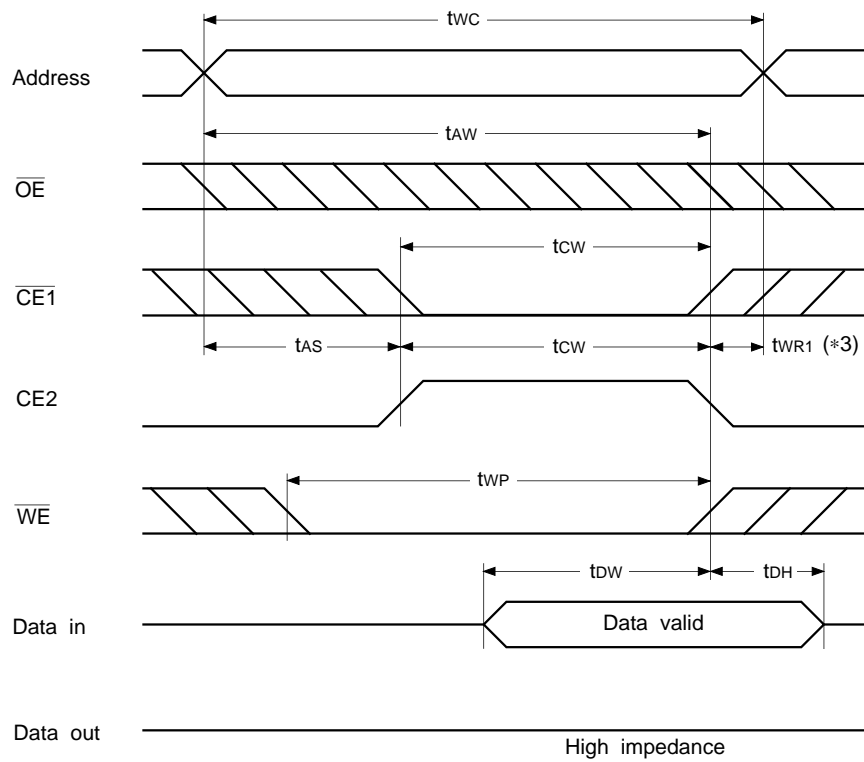 tWC
Address
tAW
OE
tCW
CE1
tAS tCW tWR1 (*3)
CE2
tWP
WE
tDW tDH
Data in Data valid
Data out
High impedance